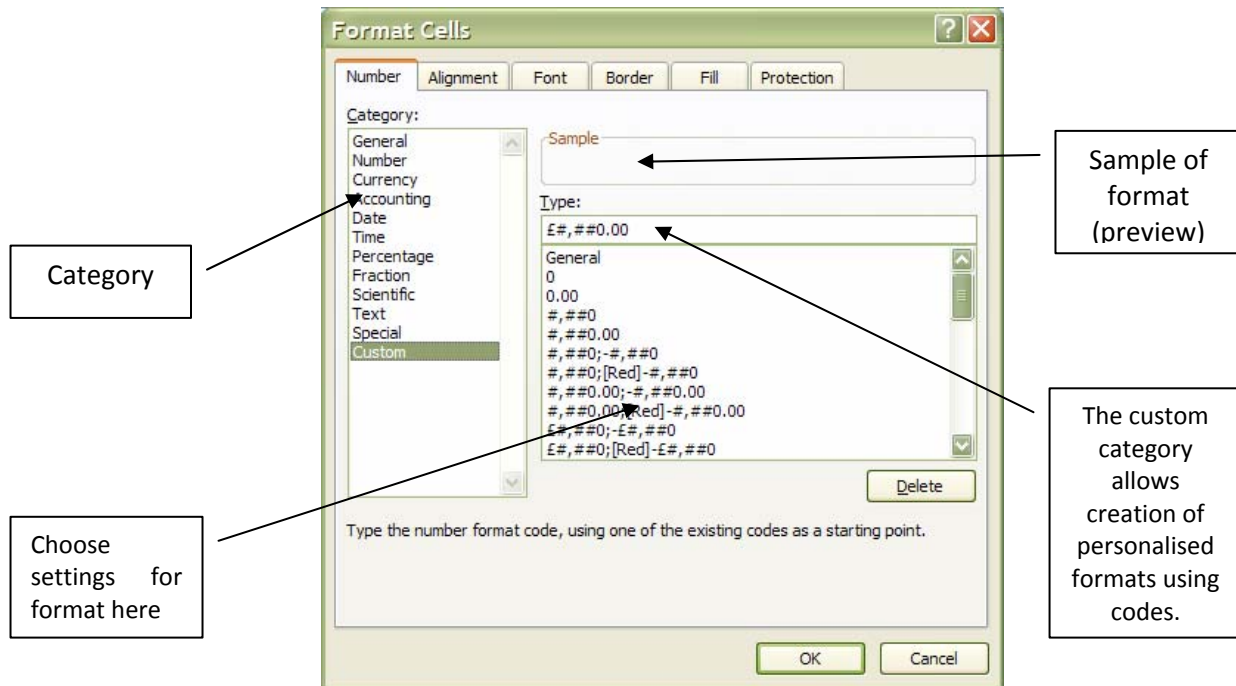 Format Cells
Number Alignment Font Border Fill Protection
Category:
General
Number
Currency
Accounting
Date
Time
Percentage
Fraction
Scientific
Text
Special
Custom
Sample
Type:
£#,##0.00
General
0
0.00
#,##0
#,##0.00
#,##0;-#,##0
#,##0;[Red]-#,##0
#,##0.00;-#,##0.00
#,##0.00;[Red]-#,##0.00
£#,##0;-£#,##0
£#,##0;[Red]-£#,##0
Delete
Type the number format code, using one of the existing codes as a starting point.
OK Cancel
Category
Choose
settings for
format here
Sample of
format
(preview)
The custom
category
allows
creation of
personalised
formats using
codes.